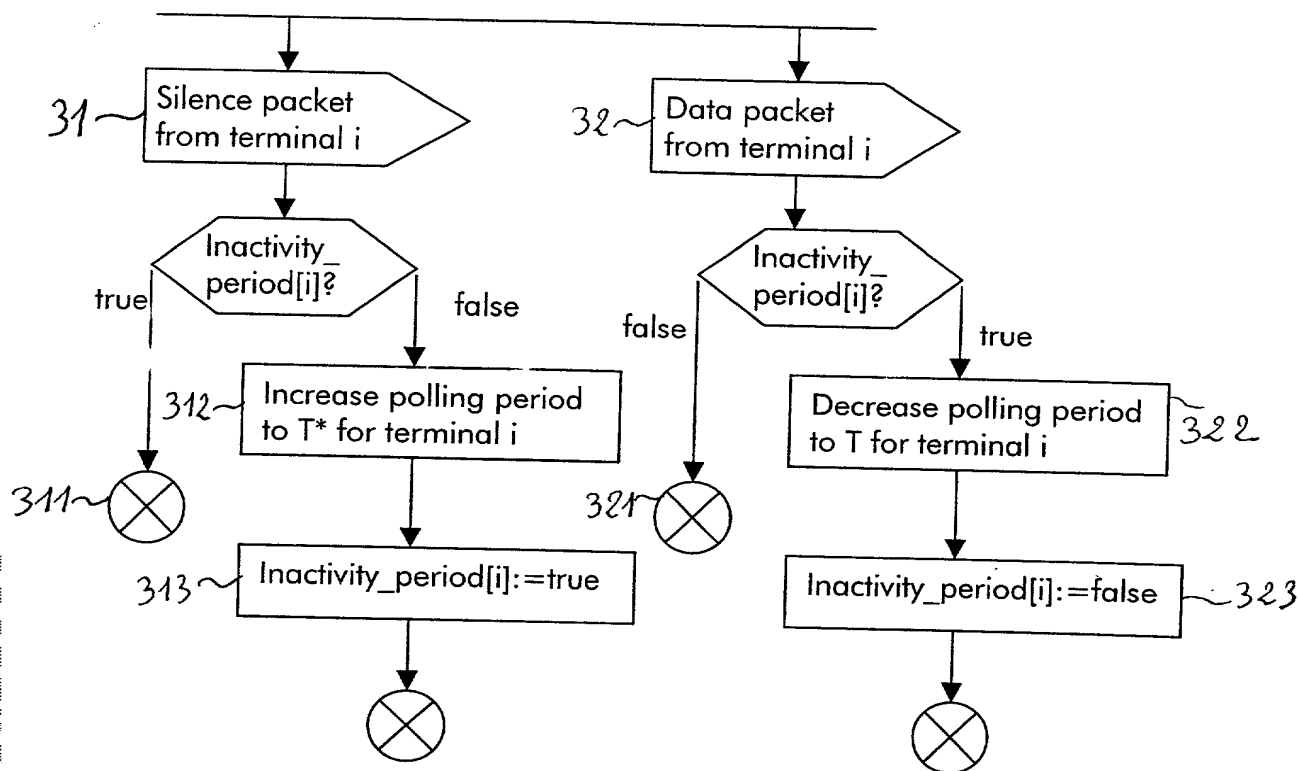 31
Silence packet
from terminal i
Inactivity_
period[i]?
true
false
312
Increase polling period
to T* for terminal i
311
313
Inactivity_period[i]:=true
32
Data packet
from terminal i
Inactivity_
period[i]?
false
true
Decrease polling period
to T for terminal i
322
321
Inactivity_period[i]:=false
323